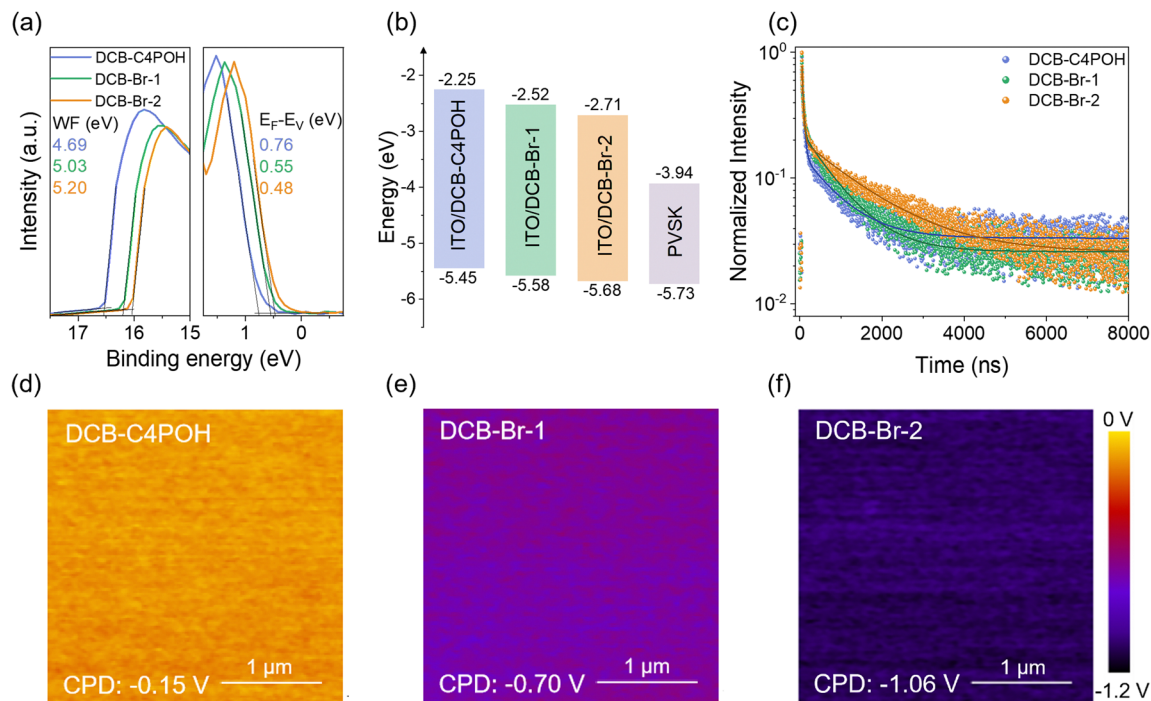 (a)
DCB-C4POH
DCB-Br-1
DCB-Br-2
WF (eV)
4.69
5.03
5.20
E_F-E_V (eV)
0.76
0.55
0.48
Intensity (a.u.)
17 16 15
1 0
Binding energy (eV)
(b)
Energy (eV)
-2
-3
-4
-5
-6
-2.25
ITO/DCB-C4POH
-5.45
-2.52
ITO/DCB-Br-1
-5.58
-2.71
ITO/DCB-Br-2
-5.68
-3.94
PVSK
-5.73
(c)
Normalized Intensity
10⁰
10⁻¹
10⁻²
DCB-C4POH
DCB-Br-1
DCB-Br-2
0 2000 4000 6000 8000
Time (ns)
(d)
DCB-C4POH
CPD: -0.15 V
1 μm
(e)
DCB-Br-1
CPD: -0.70 V
1 μm
(f)
DCB-Br-2
CPD: -1.06 V
1 μm
0 V
-1.2 V